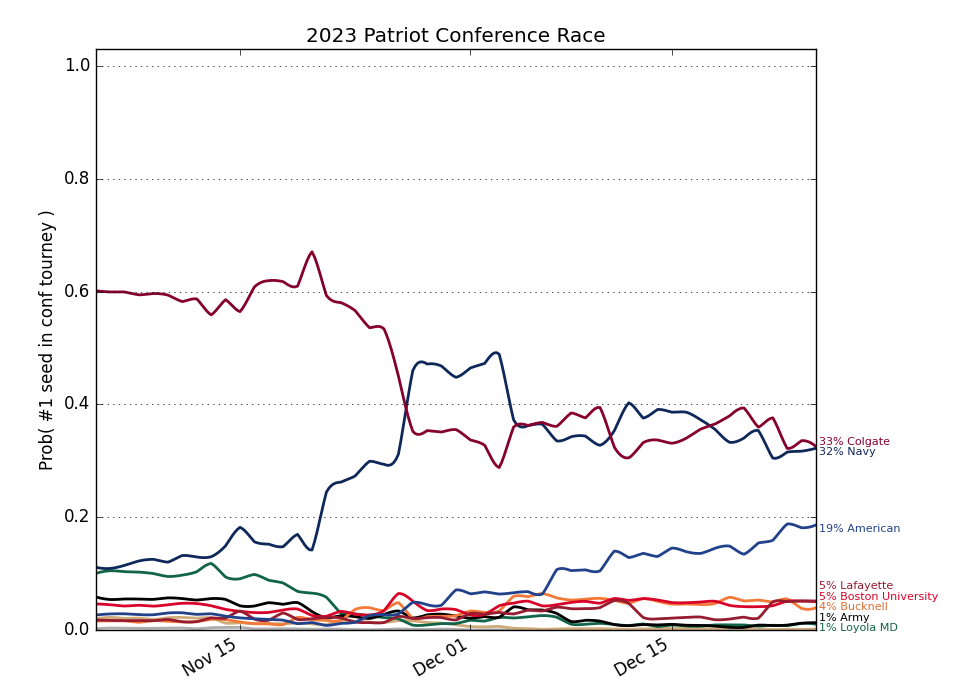 2023 Patriot Conference Race
Prob( #1 seed in conf tourney )
1.0
0.8
0.6
0.4
0.2
0.0
Nov 15
Dec 01
Dec 15
33% Colgate
32% Navy
19% American
5% Lafayette
5% Boston University
4% Bucknell
1% Army
1% Loyola MD